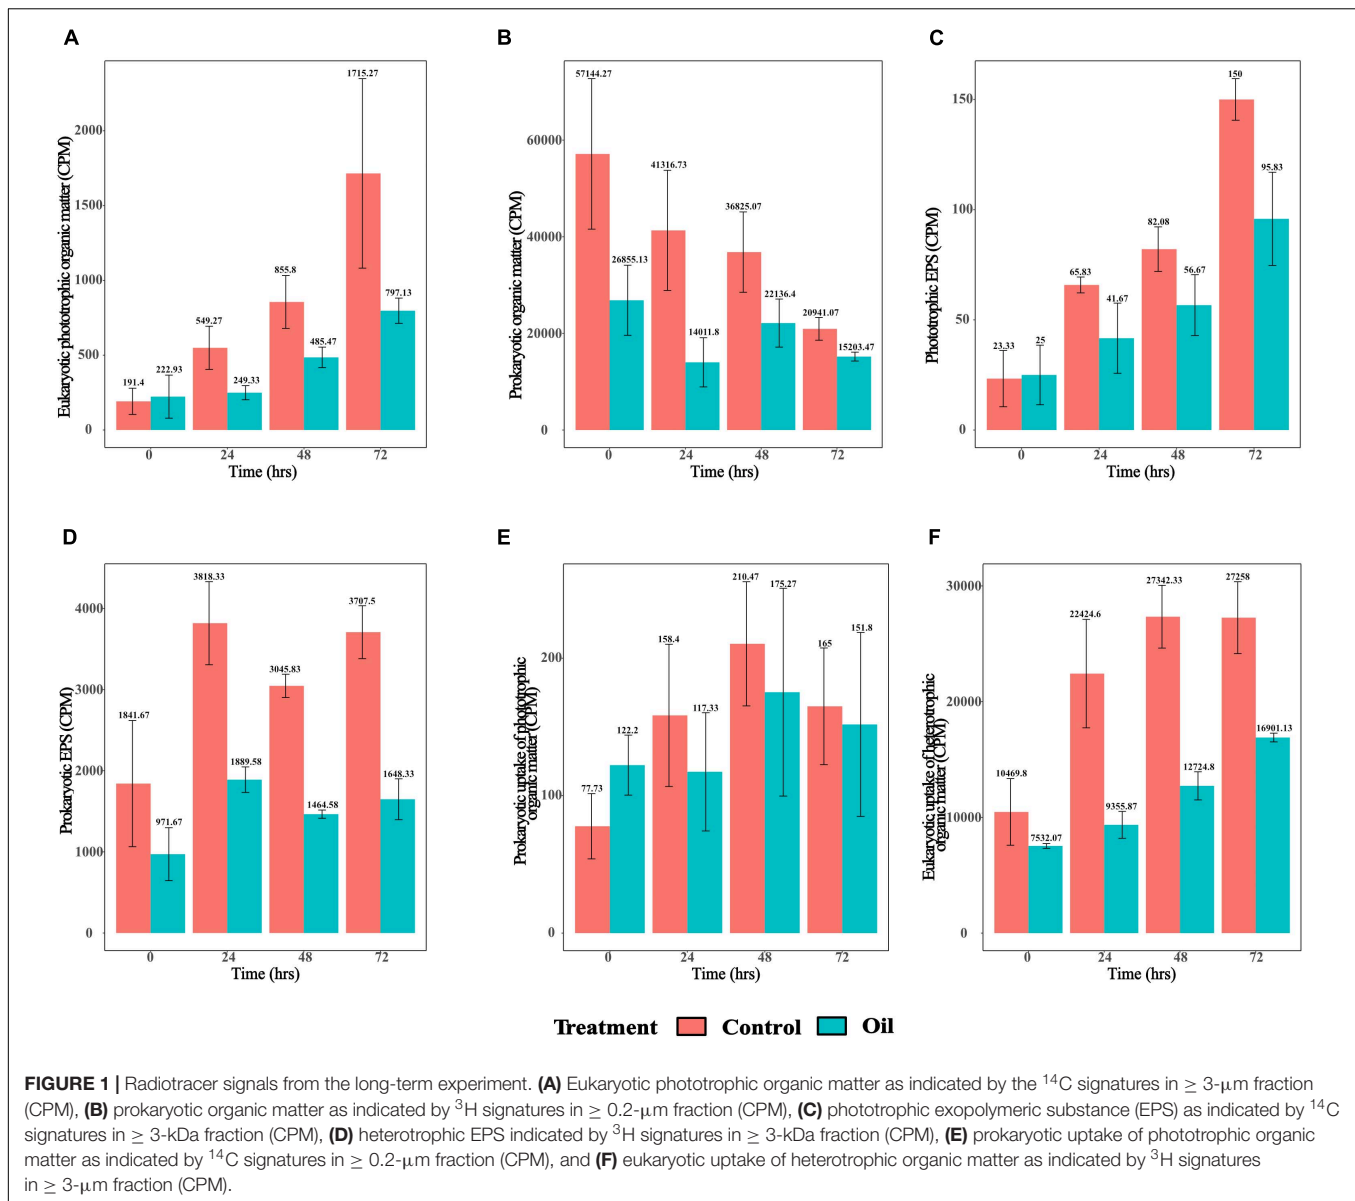 A
1715.27
2000
1500
1000
500
0
855.8
797.13
549.27
485.47
191.4
222.93
249.33
0 24 48 72
Eukaryotic phototrophic organic matter (CPM)
Time (hrs)
B
57144.27
60000
40000
20000
0
41316.73
36825.07
26855.13
22136.4
20941.07
14011.8
15203.47
0 24 48 72
Prokaryotic organic matter (CPM)
Time (hrs)
C
150
150
100
50
0
95.83
82.08
65.83
56.67
41.67
23.33
25
0 24 48 72
Phototrophic EPS (CPM)
Time (hrs)
D
3818.33
3707.5
4000
3000
2000
1000
0
3045.83
1841.67
1889.58
1648.33
1464.58
971.67
0 24 48 72
Prokaryotic EPS (CPM)
Time (hrs)
E
210.47
175.27
200
100
0
158.4
165
151.8
122.2
117.33
77.73
0 24 48 72
Prokaryotic uptake of phototrophic
organic matter (CPM)
Time (hrs)
F
27342.33
27258
30000
20000
10000
0
22424.6
16901.13
12724.8
10469.8
9355.87
7532.07
0 24 48 72
Eukaryotic uptake of heterotrophic
organic matter (CPM)
Time (hrs)
Treatment Control Oil
FIGURE 1 | Radiotracer signals from the long-term experiment. (A) Eukaryotic phototrophic organic matter as indicated by the ¹⁴C signatures in ≥ 3-μm fraction
(CPM), (B) prokaryotic organic matter as indicated by ³H signatures in ≥ 0.2-μm fraction (CPM), (C) phototrophic exopolymeric substance (EPS) as indicated by ¹⁴C
signatures in ≥ 3-kDa fraction (CPM), (D) heterotrophic EPS indicated by ³H signatures in ≥ 3-kDa fraction (CPM), (E) prokaryotic uptake of phototrophic organic
matter as indicated by ¹⁴C signatures in ≥ 0.2-μm fraction (CPM), and (F) eukaryotic uptake of heterotrophic organic matter as indicated by ³H signatures
in ≥ 3-μm fraction (CPM).